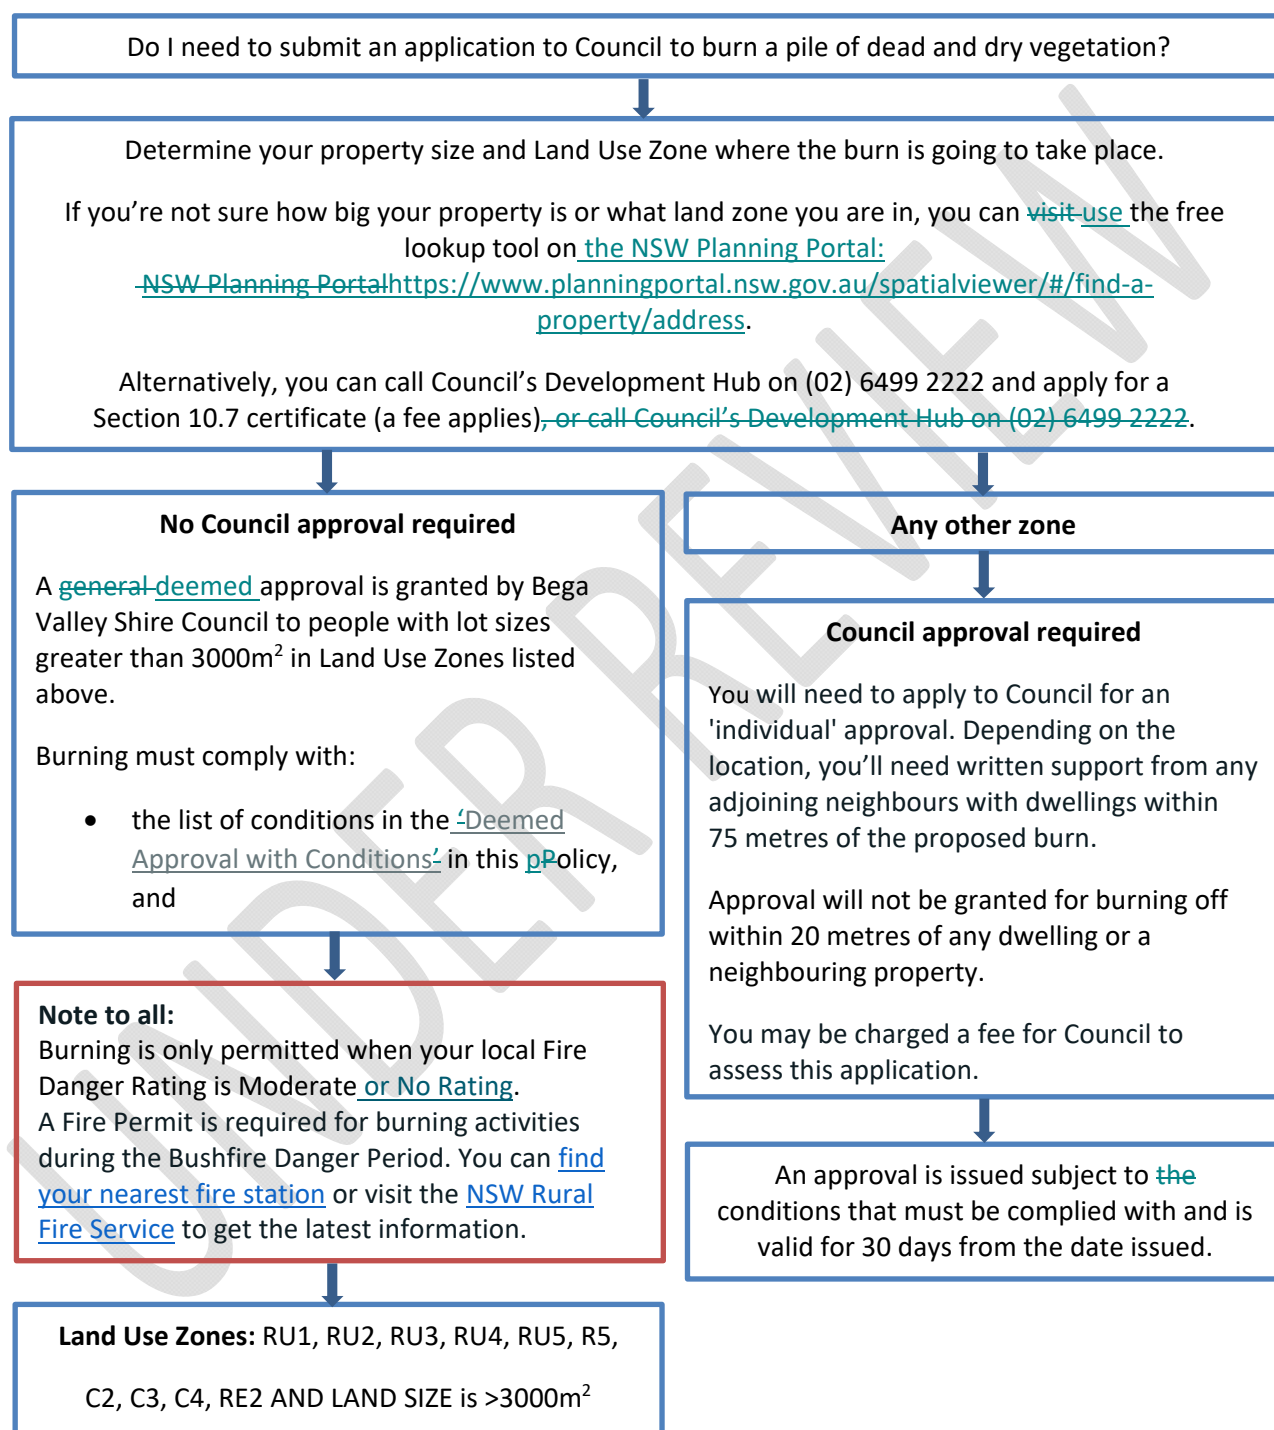 Do I need to submit an application to Council to burn a pile of dead and dry vegetation?
Determine your property size and Land Use Zone where the burn is going to take place.
If you’re not sure how big your property is or what land zone you are in, you can visit use the free
lookup tool on the NSW Planning Portal:
NSW Planning Portalhttps://www.planningportal.nsw.gov.au/spatialviewer/#/find-a-
property/address.
Alternatively, you can call Council’s Development Hub on (02) 6499 2222 and apply for a
Section 10.7 certificate (a fee applies), or call Council’s Development Hub on (02) 6499 2222.
No Council approval required
A general deemed approval is granted by Bega
Valley Shire Council to people with lot sizes
greater than 3000m² in Land Use Zones listed
above.
Burning must comply with:
• the list of conditions in the ‘Deemed
Approval with Conditions’ in this pPolicy,
and
Note to all:
Burning is only permitted when your local Fire
Danger Rating is Moderate or No Rating.
A Fire Permit is required for burning activities
during the Bushfire Danger Period. You can find
your nearest fire station or visit the NSW Rural
Fire Service to get the latest information.
Land Use Zones: RU1, RU2, RU3, RU4, RU5, R5,
C2, C3, C4, RE2 AND LAND SIZE is >3000m²
Any other zone
Council approval required
You will need to apply to Council for an
'individual' approval. Depending on the
location, you’ll need written support from any
adjoining neighbours with dwellings within
75 metres of the proposed burn.
Approval will not be granted for burning off
within 20 metres of any dwelling or a
neighbouring property.
You may be charged a fee for Council to
assess this application.
An approval is issued subject to the
conditions that must be complied with and is
valid for 30 days from the date issued.
UNDER REVIEW